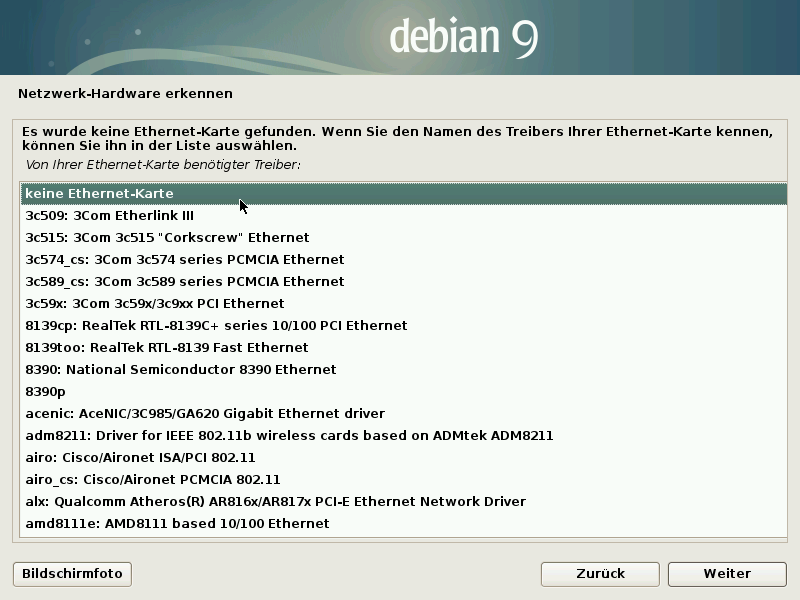 debian 9
Netzwerk-Hardware erkennen
Es wurde keine Ethernet-Karte gefunden. Wenn Sie den Namen des Treibers Ihrer Ethernet-Karte kennen,
können Sie ihn in der Liste auswählen.
Von Ihrer Ethernet-Karte benötigter Treiber:
keine Ethernet-Karte
3c509: 3Com Etherlink III
3c515: 3Com 3c515 "Corkscrew" Ethernet
3c574_cs: 3Com 3c574 series PCMCIA Ethernet
3c589_cs: 3Com 3c589 series PCMCIA Ethernet
3c59x: 3Com 3c59x/3c9xx PCI Ethernet
8139cp: RealTek RTL-8139C+ series 10/100 PCI Ethernet
8139too: RealTek RTL-8139 Fast Ethernet
8390: National Semiconductor 8390 Ethernet
8390p
acenic: AceNIC/3C985/GA620 Gigabit Ethernet driver
adm8211: Driver for IEEE 802.11b wireless cards based on ADMtek ADM8211
airo: Cisco/Aironet ISA/PCI 802.11
airo_cs: Cisco/Aironet PCMCIA 802.11
alx: Qualcomm Atheros(R) AR816x/AR817x PCI-E Ethernet Network Driver
amd8111e: AMD8111 based 10/100 Ethernet
Bildschirmfoto
Zurück
Weiter